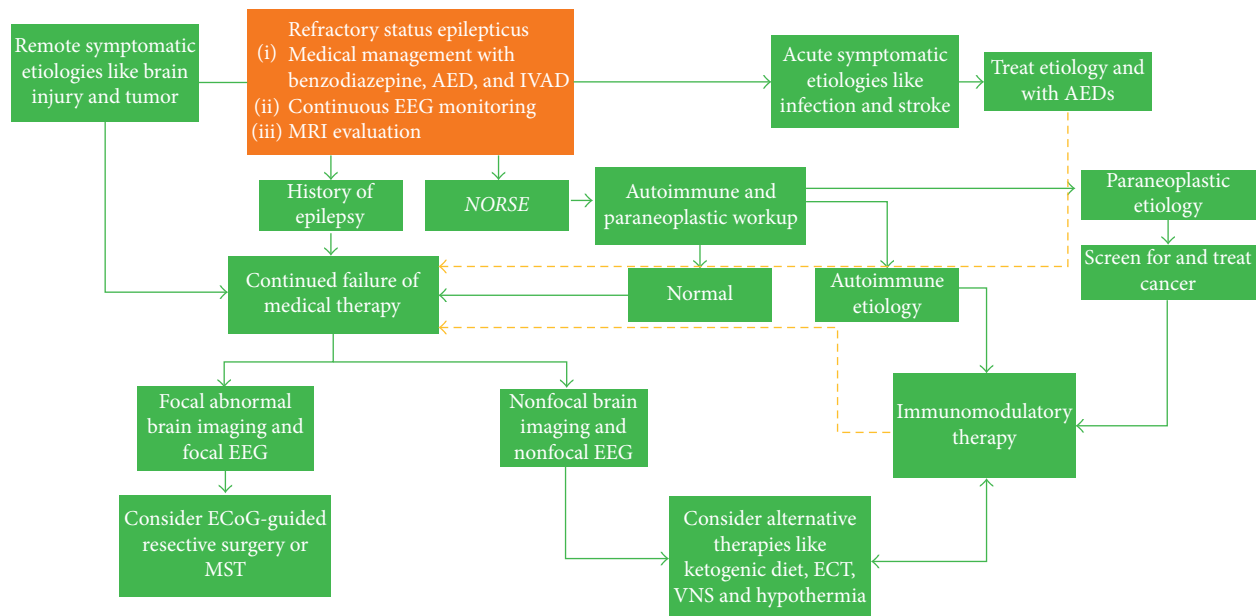 Remote symptomatic
etiologies like brain
injury and tumor
Refractory status epilepticus
(i) Medical management with
benzodiazepine, AED, and IVAD
(ii) Continuous EEG monitoring
(iii) MRI evaluation
Acute symptomatic
etiologies like
infection and stroke
Treat etiology and
with AEDs
History of
epilepsy
NORSE
Autoimmune and
paraneoplastic workup
Paraneoplastic
etiology
Continued failure of
medical therapy
Normal
Autoimmune
etiology
Screen for and treat
cancer
Focal abnormal
brain imaging and
focal EEG
Nonfocal brain
imaging and
nonfocal EEG
Immunomodulatory
therapy
Consider ECoG-guided
resective surgery or
MST
Consider alternative
therapies like
ketogenic diet, ECT,
VNS and hypothermia